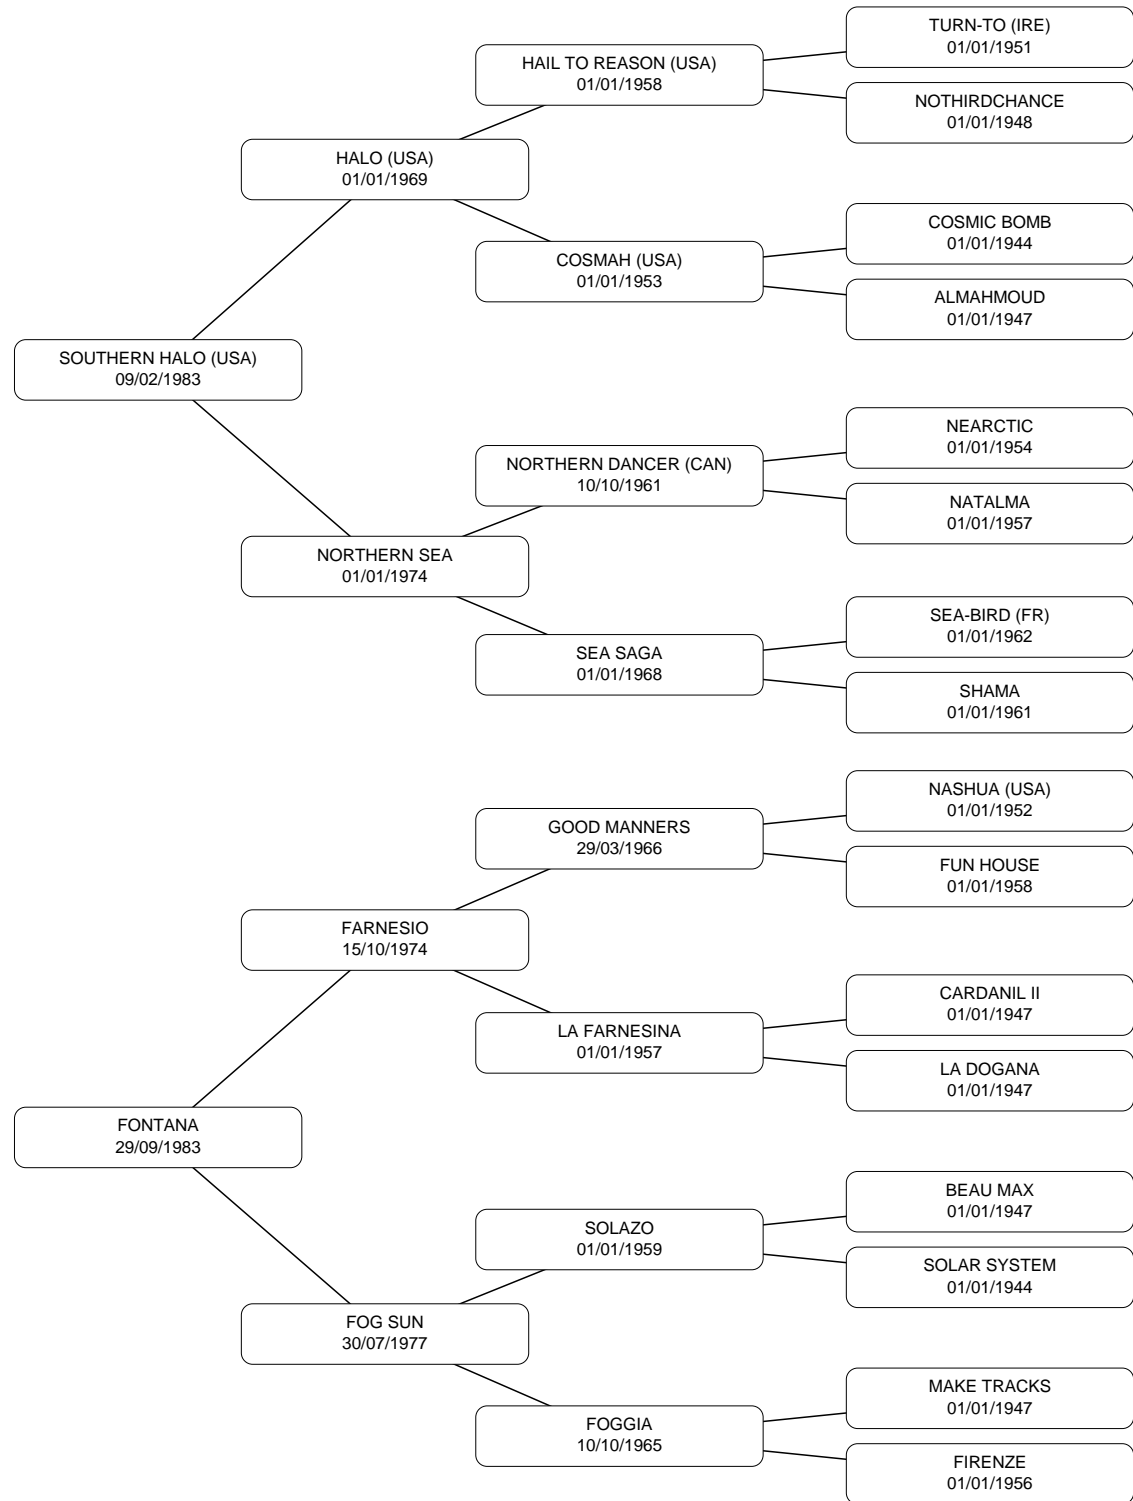 TURN-TO (IRE)
01/01/1951
HAIL TO REASON (USA)
01/01/1958
NOTHIRDCHANCE
01/01/1948
HALO (USA)
01/01/1969
COSMIC BOMB
01/01/1944
COSMAH (USA)
01/01/1953
ALMAHMOUD
01/01/1947
SOUTHERN HALO (USA)
09/02/1983
NEARCTIC
01/01/1954
NORTHERN DANCER (CAN)
10/10/1961
NATALMA
01/01/1957
NORTHERN SEA
01/01/1974
SEA-BIRD (FR)
01/01/1962
SEA SAGA
01/01/1968
SHAMA
01/01/1961
NASHUA (USA)
01/01/1952
GOOD MANNERS
29/03/1966
FUN HOUSE
01/01/1958
FARNESIO
15/10/1974
CARDANIL II
01/01/1947
LA FARNESINA
01/01/1957
LA DOGANA
01/01/1947
FONTANA
29/09/1983
BEAU MAX
01/01/1947
SOLAZO
01/01/1959
SOLAR SYSTEM
01/01/1944
FOG SUN
30/07/1977
MAKE TRACKS
01/01/1947
FOGGIA
10/10/1965
FIRENZE
01/01/1956